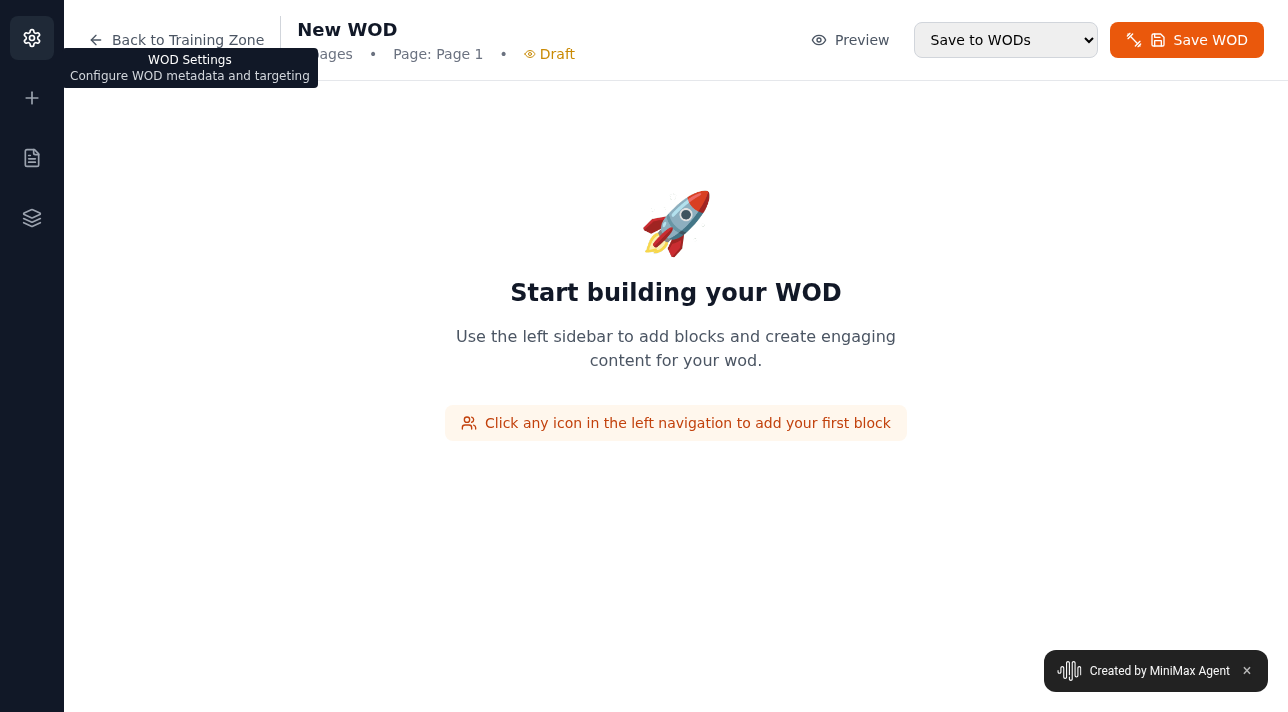 Back to Training Zone
New WOD
pages • Page: Page 1 • Draft
Preview
Save to WODs
Save WOD
WOD Settings
Configure WOD metadata and targeting
Start building your WOD
Use the left sidebar to add blocks and create engaging
content for your wod.
Click any icon in the left navigation to add your first block
Created by MiniMax Agent ×